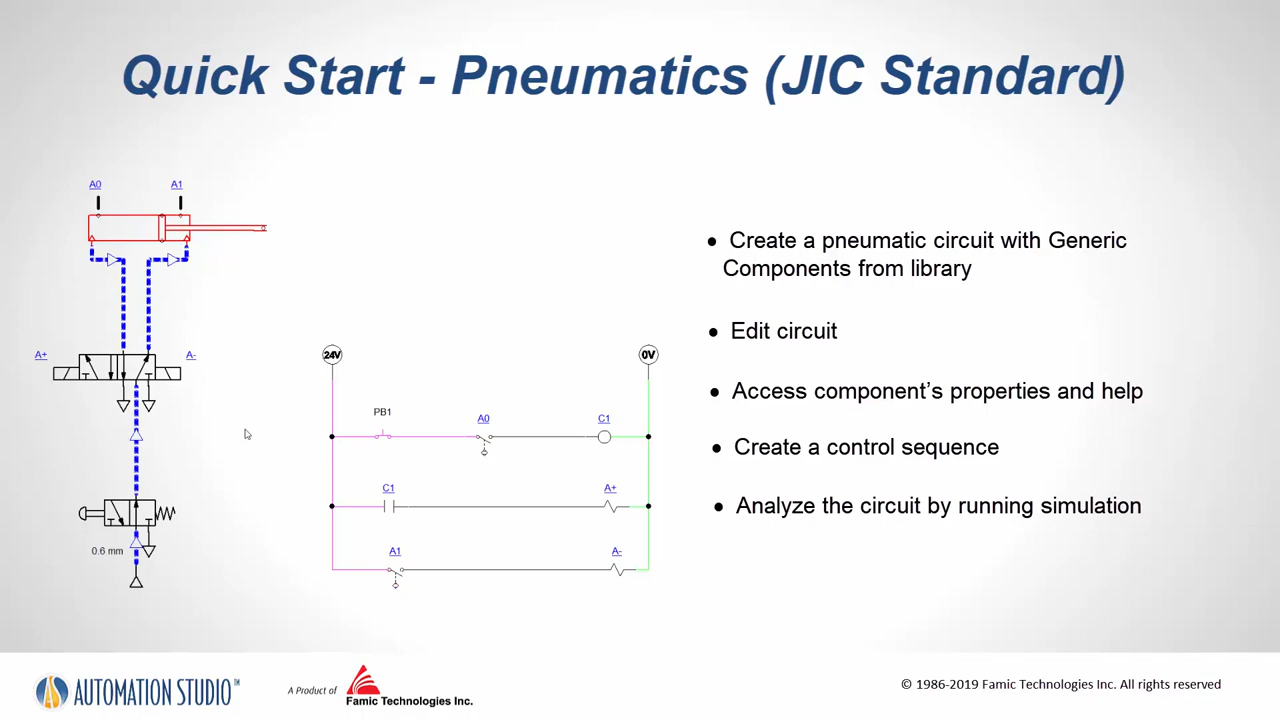 Quick Start - Pneumatics (JIC Standard)
A0
A1
A+
A-
0.6 mm
24V
0V
PB1
A0
C1
C1
A+
A1
A-
• Create a pneumatic circuit with Generic
Components from library
• Edit circuit
• Access component’s properties and help
• Create a control sequence
• Analyze the circuit by running simulation
AUTOMATION STUDIO™
A Product of
Famic Technologies Inc.
© 1986-2019 Famic Technologies Inc. All rights reserved